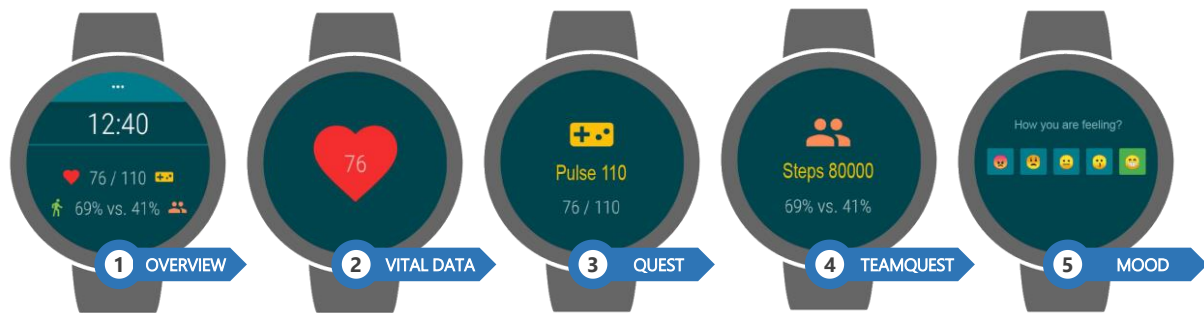 ...
12:40
76 / 110
69% vs. 41%
1 OVERVIEW
76
2 VITAL DATA
Pulse 110
76 / 110
3 QUEST
Steps 80000
69% vs. 41%
4 TEAMQUEST
How you are feeling?
5 MOOD